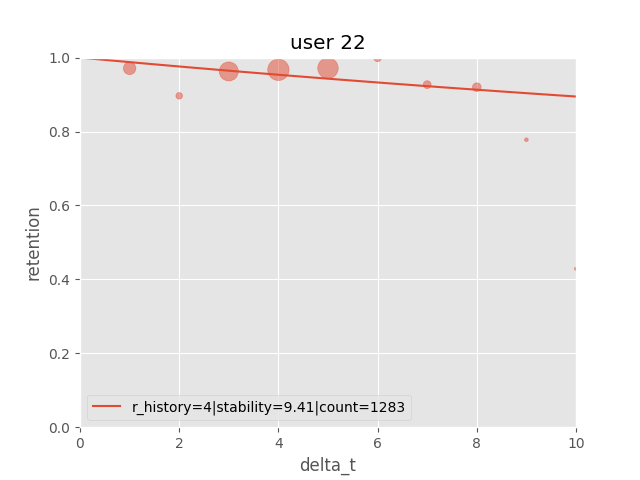 user 22
retention
1.0
0.8
0.6
0.4
0.2
0.0
r_history=4|stability=9.41|count=1283
0 2 4 6 8 10
delta_t